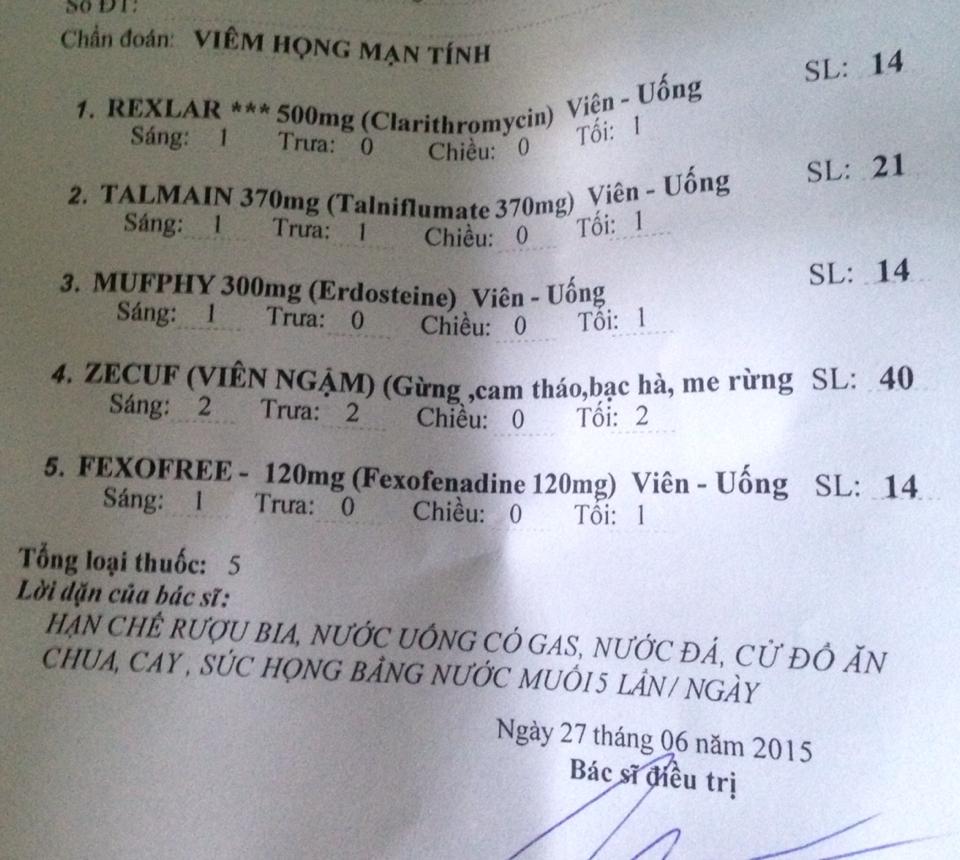 Số ĐT:
Chẩn đoán: VIÊM HỌNG MẠN TÍNH
1. REXLAR *** 500mg (Clarithromycin) Viên - Uống SL: 14
Sáng: 1 Trưa: 0 Chiều: 0 Tối: 1
2. TALMAIN 370mg (Talniflumate 370mg) Viên - Uống SL: 21
Sáng: 1 Trưa: 1 Chiều: 0 Tối: 1
3. MUFPHY 300mg (Erdosteine) Viên - Uống SL: 14
Sáng: 1 Trưa: 0 Chiều: 0 Tối: 1
4. ZECUF (VIÊN NGẬM) (Gừng ,cam tháo,bạc hà, me rừng SL: 40
Sáng: 2 Trưa: 2 Chiều: 0 Tối: 2
5. FEXOFREE - 120mg (Fexofenadine 120mg) Viên - Uống SL: 14
Sáng: 1 Trưa: 0 Chiều: 0 Tối: 1
Tổng loại thuốc: 5
Lời dặn của bác sĩ:
HẠN CHẾ RƯỢU BIA, NƯỚC UỐNG CÓ GAS, NƯỚC ĐÁ, CỬ ĐỒ ĂN
CHUA, CAY , SÚC HỌNG BẰNG NƯỚC MUỐI5 LẦN/ NGÀY
Ngày 27 tháng 06 năm 2015
Bác sĩ điều trị